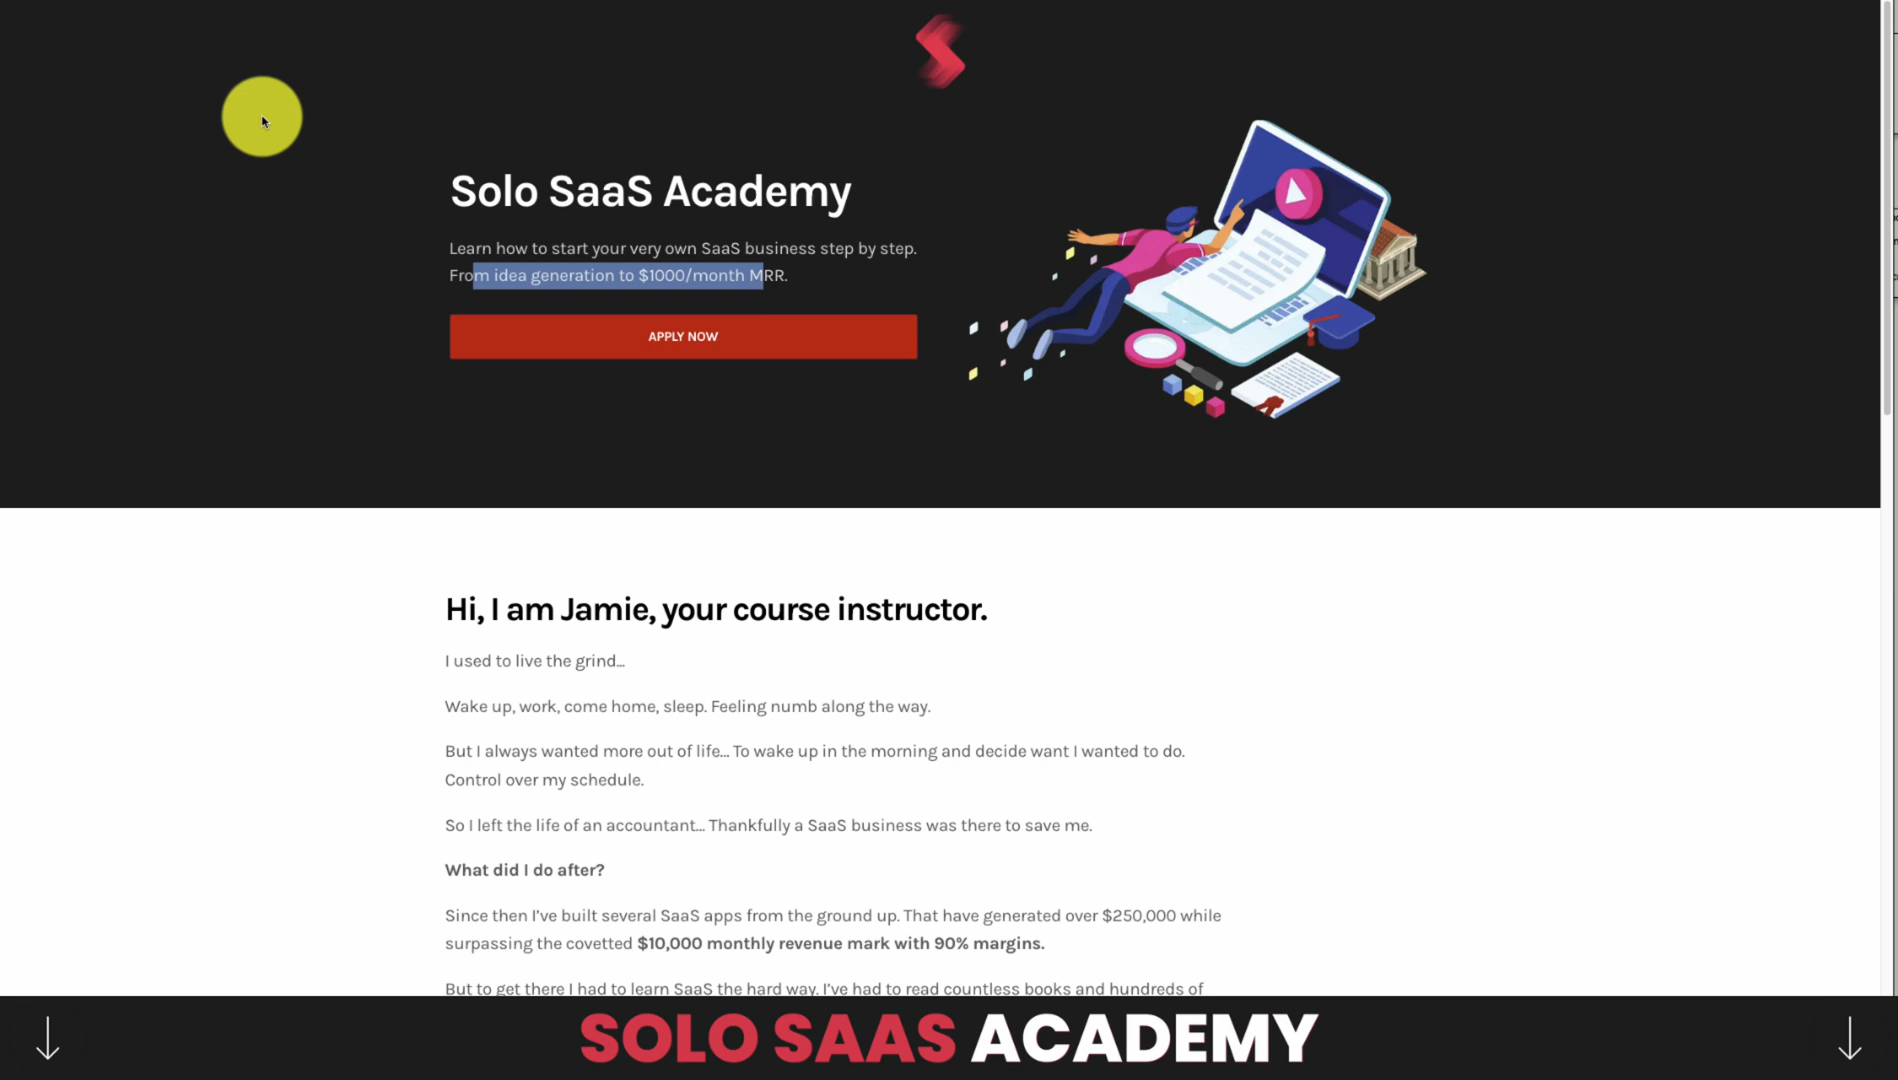 Solo SaaS Academy
Learn how to start your very own SaaS business step by step.
From idea generation to $1000/month MRR.
APPLY NOW
Hi, I am Jamie, your course instructor.
I used to live the grind...
Wake up, work, come home, sleep. Feeling numb along the way.
But I always wanted more out of life... To wake up in the morning and decide want I wanted to do.
Control over my schedule.
So I left the life of an accountant... Thankfully a SaaS business was there to save me.
What did I do after?
Since then I've built several SaaS apps from the ground up. That have generated over $250,000 while
surpassing the covetted $10,000 monthly revenue mark with 90% margins.
But to get there I had to learn SaaS the hard way. I've had to read countless books and hundreds of
SOLO SAAS ACADEMY